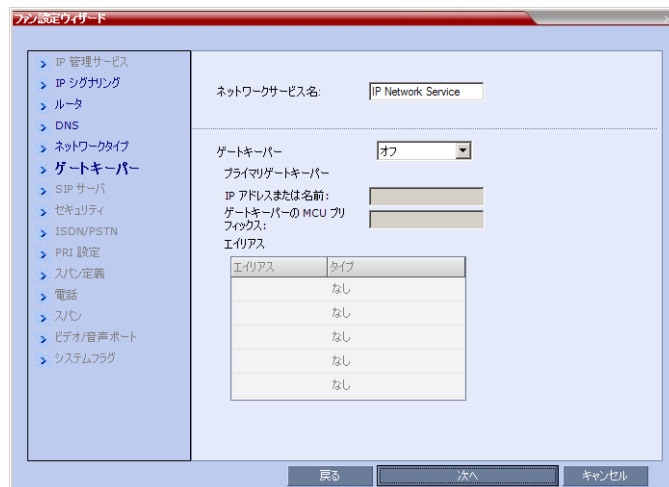 ファン設定ウィザード
IP 管理サービス
IP シグナリング
ルータ
DNS
ネットワークタイプ
ゲートキーパー
SIP サーバ
セキュリティ
ISDN/PSTN
PRI 設定
スパン定義
電話
スパン
ビデオ/音声ポート
システムフラグ
ネットワークサービス名: IP Network Service
ゲートキーパー オフ
プライマリゲートキーパー
IP アドレスまたは名前:
ゲートキーパーの MCU プリ
フィックス:
エイリアス
エイリアス タイプ
なし
なし
なし
なし
なし
戻る 次へ キャンセル